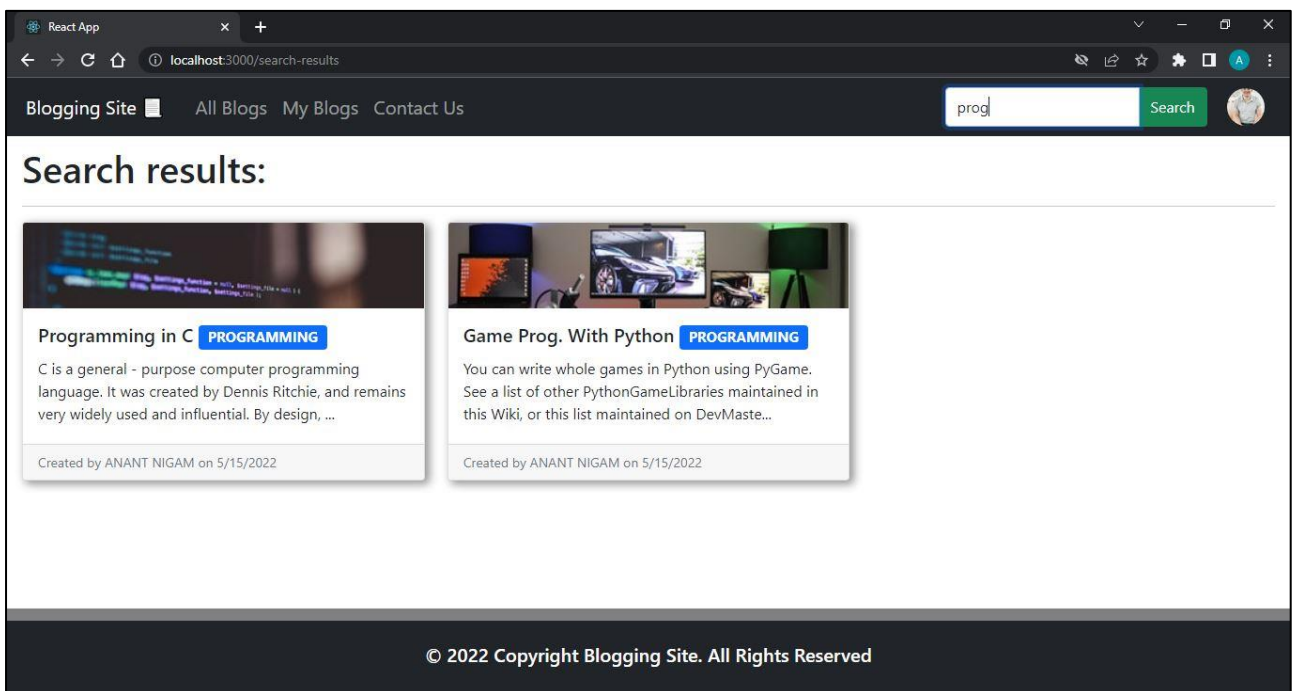 React App
localhost:3000/search-results
A
Blogging Site All Blogs My Blogs Contact Us prog Search
Search results:
Programming in C PROGRAMMING
C is a general - purpose computer programming
language. It was created by Dennis Ritchie, and remains
very widely used and influential. By design, ...
Created by ANANT NIGAM on 5/15/2022
Game Prog. With Python PROGRAMMING
You can write whole games in Python using PyGame.
See a list of other PythonGameLibraries maintained in
this Wiki, or this list maintained on DevMaste...
Created by ANANT NIGAM on 5/15/2022
© 2022 Copyright Blogging Site. All Rights Reserved